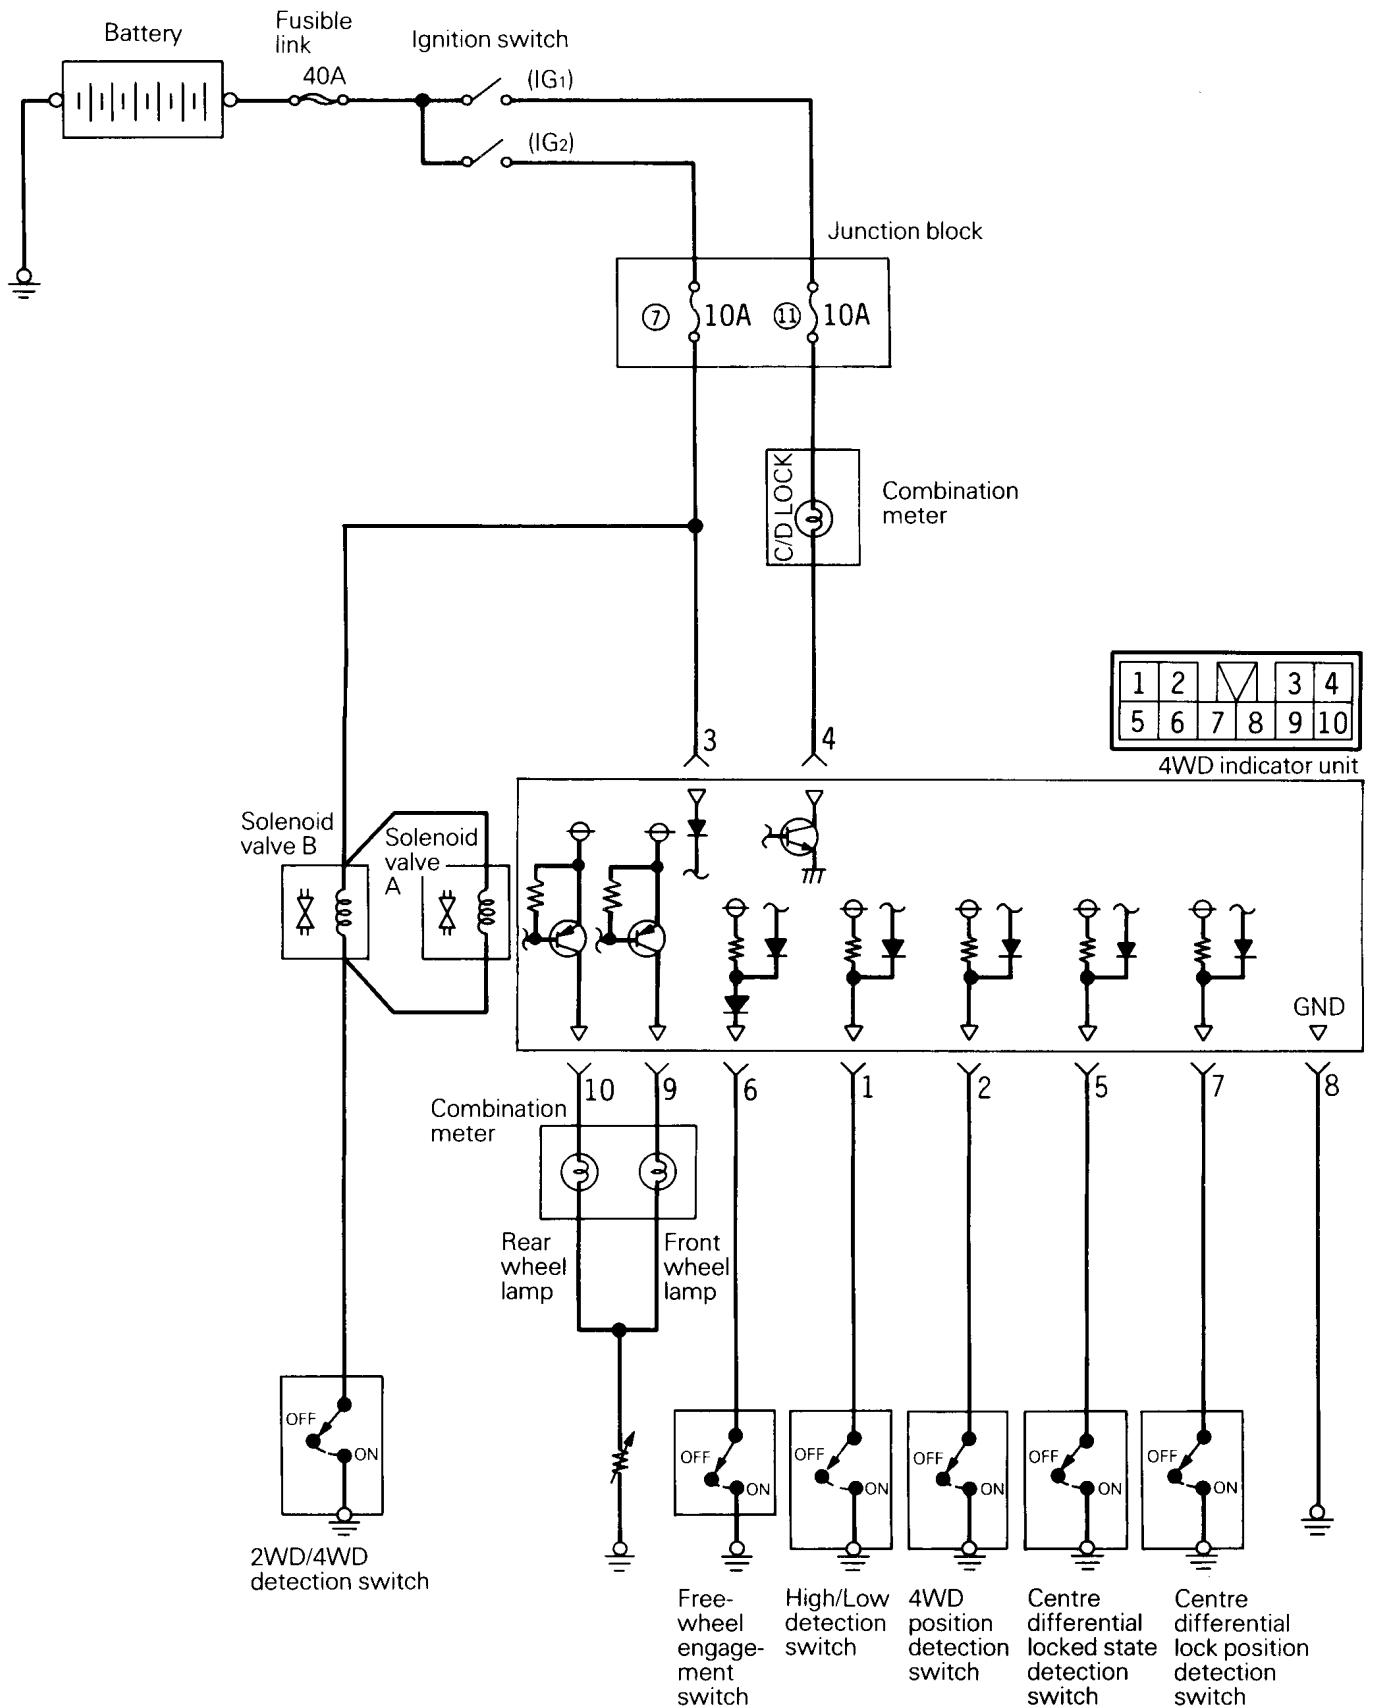 Battery
Fusible
link
40A
Ignition switch
(IG1)
(IG2)
Junction block
7
10A
11
10A
C/D LOCK
Combination
meter
1 2 3 4
5 6 7 8 9 10
4WD indicator unit
3
4
Solenoid
valve B
Solenoid
valve
A
GND
10
9
6
1
2
5
7
8
Combination
meter
Rear
wheel
lamp
Front
wheel
lamp
OFF
ON
2WD/4WD
detection switch
OFF
ON
OFF
ON
OFF
ON
OFF
ON
OFF
ON
Free-
wheel
engage-
ment
switch
High/Low
detection
switch
4WD
position
detection
switch
Centre
differential
locked state
detection
switch
Centre
differential
lock position
detection
switch